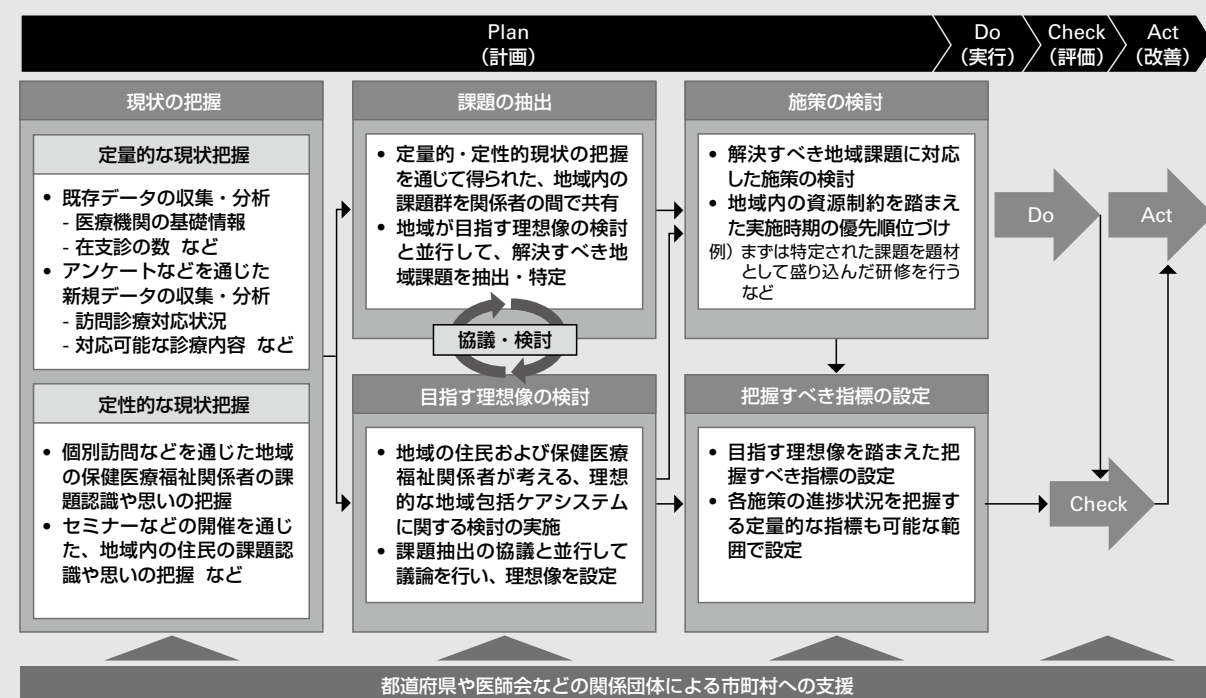 Plan
（計画）
Do
（実行）
Check
（評価）
Act
（改善）
現状の把握
定量的な現状把握
• 既存データの収集・分析
- 医療機関の基礎情報
- 在支診の数 など
• アンケートなどを通じた
新規データの収集・分析
- 訪問診療対応状況
- 対応可能な診療内容 など
定性的な現状把握
• 個別訪問などを通じた地域
の保健医療福祉関係者の課
題認識や思いの把握
• セミナーなどの開催を通じ
た、地域内の住民の課題認
識や思いの把握 など
課題の抽出
• 定量的・定性的現状の把握
を通じて得られた、地域内の
課題群を関係者の間で共有
• 地域が目指す理想像の検討
と並行して、解決すべき地
域課題を抽出・特定
協議・検討
目指す理想像の検討
• 地域の住民および保健医療
福祉関係者が考える、理想
的な地域包括ケアシステム
に関する検討の実施
• 課題抽出の協議と並行して
議論を行い、理想像を設定
施策の検討
• 解決すべき地域課題に対応
した施策の検討
• 地域内の資源制約を踏まえ
た実施時期の優先順位づけ
例）まずは特定された課題を題材
として盛り込んだ研修を行う
など
把握すべき指標の設定
• 目指す理想像を踏まえた把
握すべき指標の設定
• 各施策の進捗状況を把握す
る定量的な指標も可能な範
囲で設定
Do
Act
Check
都道府県や医師会などの関係団体による市町村への支援